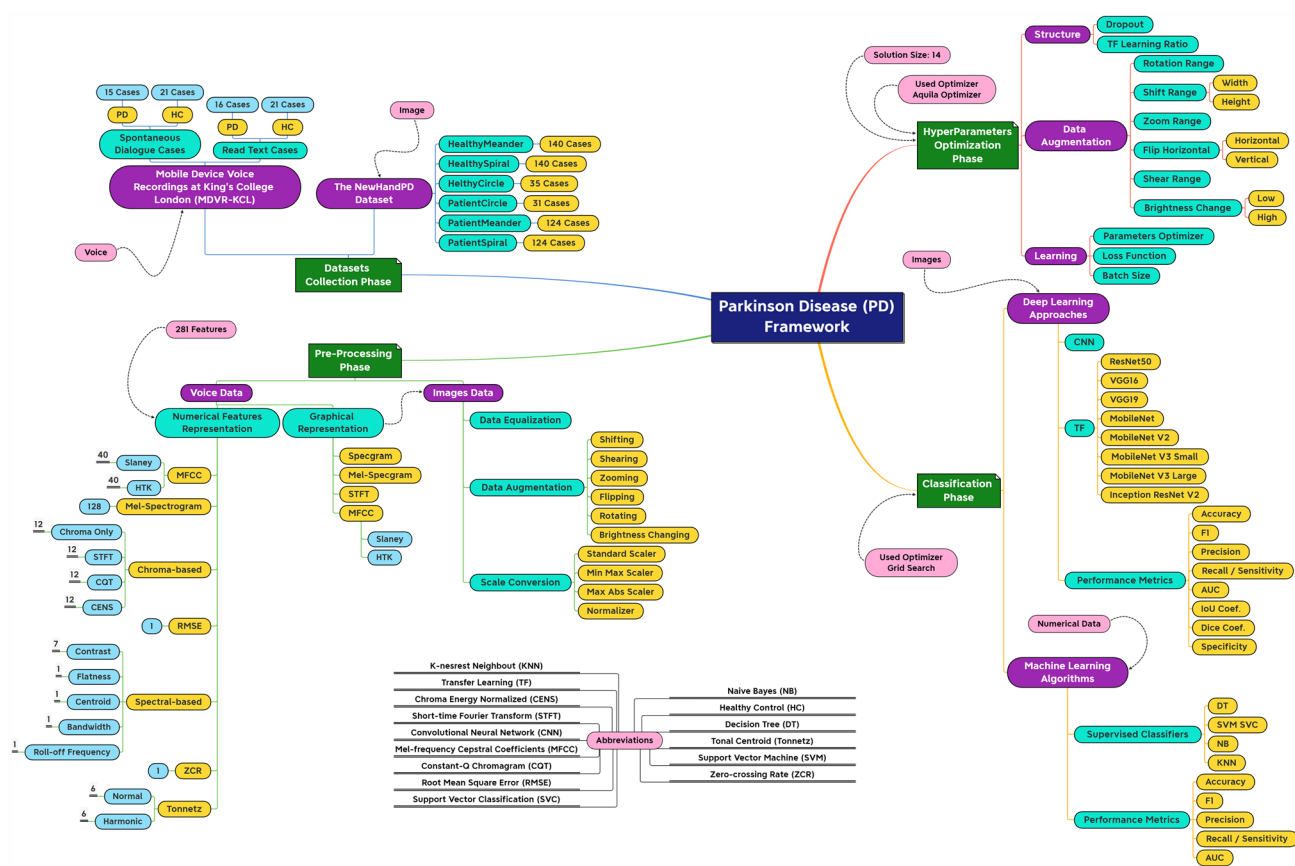 Parkinson Disease (PD)
Framework
Datasets
Collection Phase
Voice
Mobile Device Voice
Recordings at King's College
London (MDVR-KCL)
Spontaneous
Dialogue Cases
PD
15 Cases
HC
21 Cases
Read Text Cases
PD
16 Cases
HC
21 Cases
Image
The NewHandPD
Dataset
HealthyMeander
140 Cases
HealthySpiral
140 Cases
HelthyCircle
35 Cases
PatientCircle
31 Cases
PatientMeander
124 Cases
PatientSpiral
124 Cases
Pre-Processing
Phase
Voice Data
281 Features
Numerical Features
Representation
MFCC
Slaney
40
HTK
40
Mel-Spectrogram
128
Chroma-based
Chroma Only
12
STFT
12
CQT
12
CENS
12
RMSE
1
Spectral-based
Contrast
7
Flatness
1
Centroid
1
Bandwidth
1
Roll-off Frequency
1
ZCR
1
Tonnetz
Normal
6
Harmonic
6
Graphical
Representation
Specgram
Mel-Specgram
STFT
MFCC
Slaney
HTK
Images Data
Data Equalization
Data Augmentation
Shifting
Shearing
Zooming
Flipping
Rotating
Brightness Changing
Scale Conversion
Standard Scaler
Min Max Scaler
Max Abs Scaler
Normalizer
HyperParameters
Optimization
Phase
Solution Size: 14
Used Optimizer
Aquila Optimizer
Structure
Dropout
TF Learning Ratio
Data
Augmentation
Rotation Range
Shift Range
Width
Height
Zoom Range
Flip Horizontal
Horizontal
Vertical
Shear Range
Brightness Change
Low
High
Learning
Parameters Optimizer
Loss Function
Batch Size
Classification
Phase
Used Optimizer
Grid Search
Images
Deep Learning
Approaches
CNN
TF
ResNet50
VGG16
VGG19
MobileNet
MobileNet V2
MobileNet V3 Small
MobileNet V3 Large
Inception ResNet V2
Performance Metrics
Accuracy
F1
Precision
Recall / Sensitivity
AUC
IoU Coef.
Dice Coef.
Specificity
Numerical Data
Machine Learning
Algorithms
Supervised Classifiers
DT
SVM SVC
NB
KNN
Performance Metrics
Accuracy
F1
Precision
Recall / Sensitivity
AUC
Abbreviations
K-nesrest Neighbout (KNN)
Transfer Learning (TF)
Chroma Energy Normalized (CENS)
Short-time Fourier Transform (STFT)
Convolutional Neural Network (CNN)
Mel-frequency Cepstral Coefficients (MFCC)
Constant-Q Chromagram (CQT)
Root Mean Square Error (RMSE)
Support Vector Classification (SVC)
Naive Bayes (NB)
Healthy Control (HC)
Decision Tree (DT)
Tonal Centroid (Tonnetz)
Support Vector Machine (SVM)
Zero-crossing Rate (ZCR)